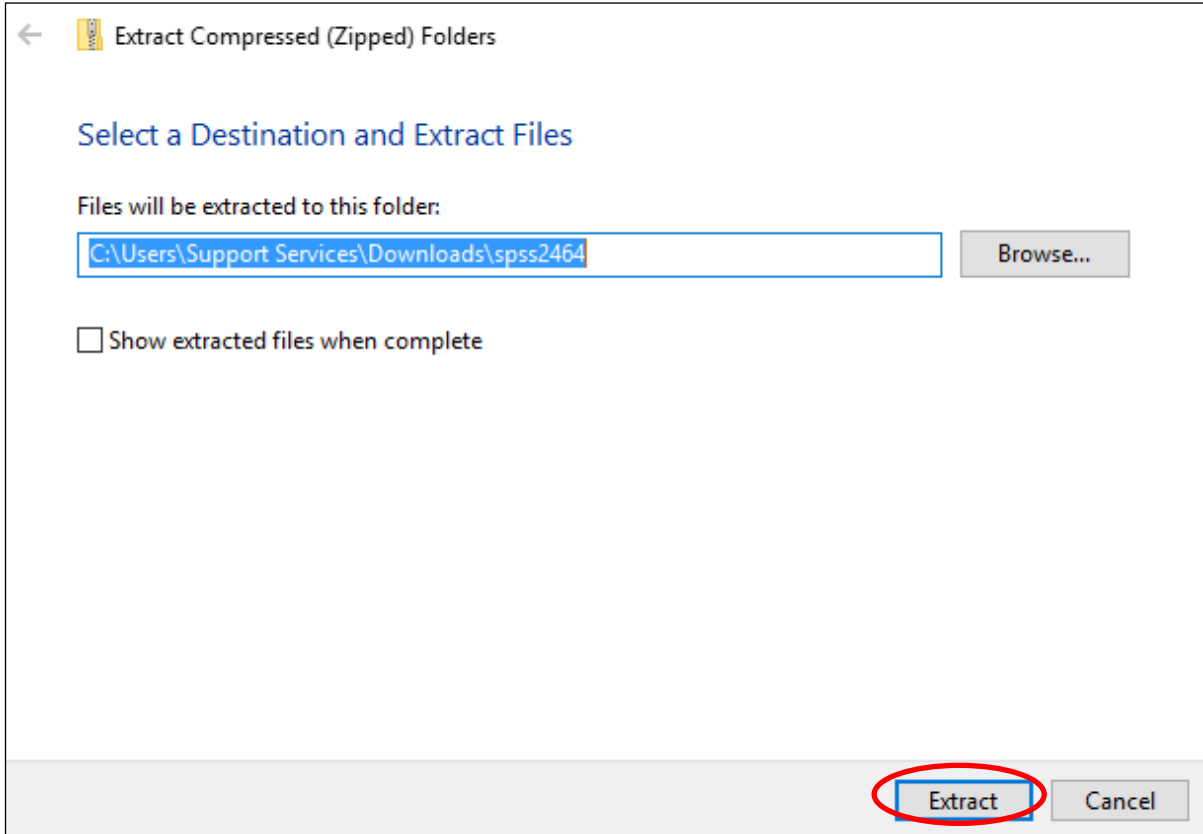 Extract Compressed (Zipped) Folders
Select a Destination and Extract Files
Files will be extracted to this folder:
C:\Users\Support Services\Downloads\spss2464
Browse...
Show extracted files when complete
Extract
Cancel